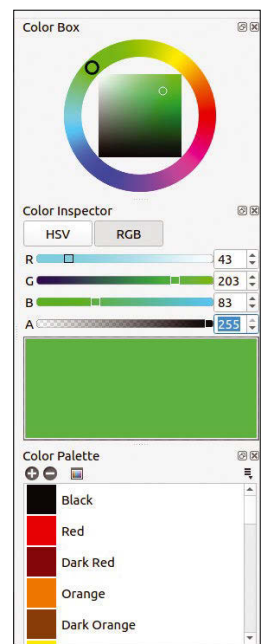 Color Box
Color Inspector
HSV RGB
R 43
G 203
B 83
A 255
Color Palette
Black
Red
Dark Red
Orange
Dark Orange